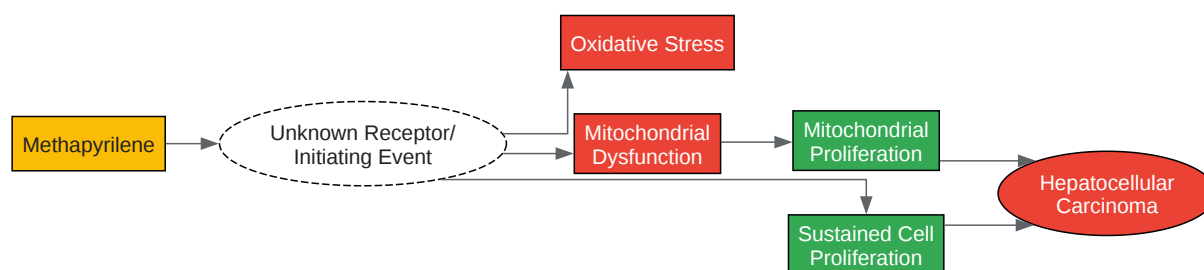 Oxidative Stress
Methapyrilene
Unknown Receptor/
Initiating Event
Mitochondrial
Dysfunction
Mitochondrial
Proliferation
Hepatocellular
Carcinoma
Sustained Cell
Proliferation